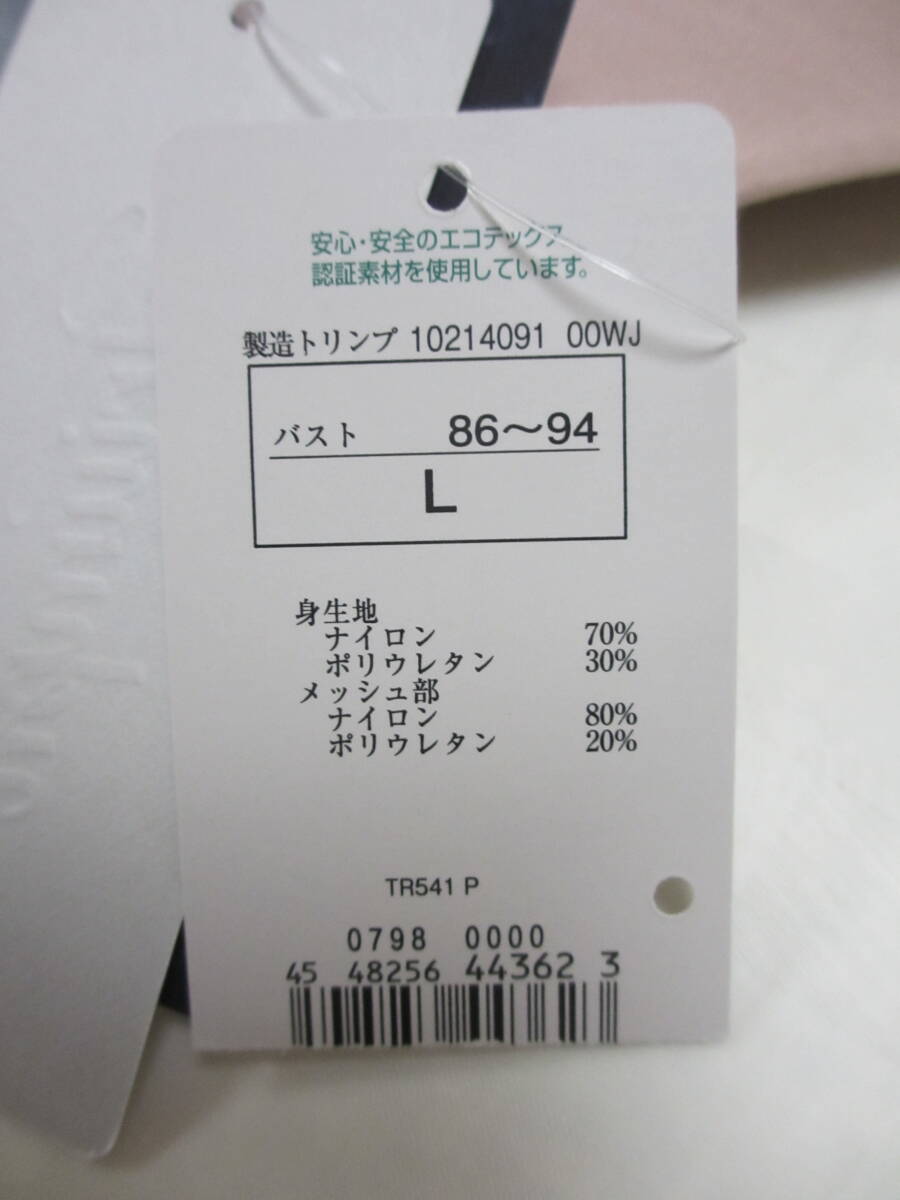 安心・安全のエコテックス
認証素材を使用しています。
製造トリンプ 10214091 00WJ
バスト 86～94
L
身生地
ナイロン 70%
ポリウレタン 30%
メッシュ部
ナイロン 80%
ポリウレタン 20%
TR541 P
0798 0000
45 48256 44362 3